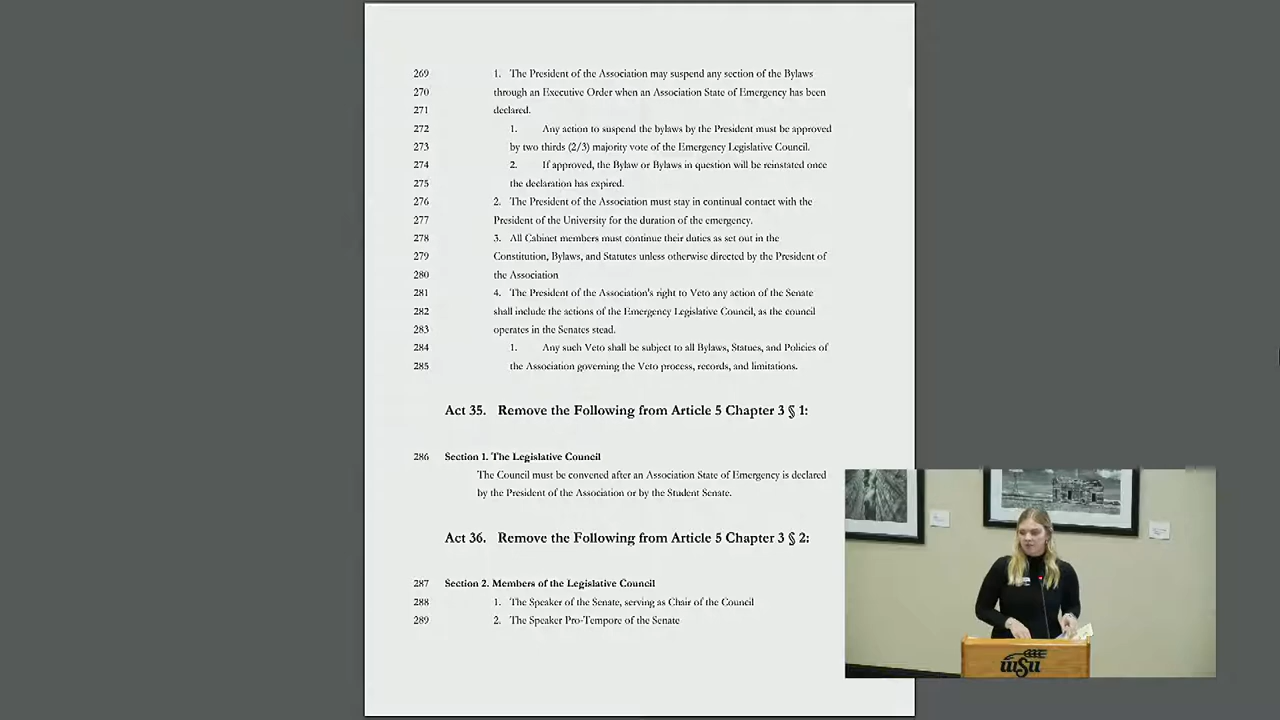 269 1. The President of the Association may suspend any section of the Bylaws
270 through an Executive Order when an Association State of Emergency has been
271 declared.
272 1. Any action to suspend the bylaws by the President must be approved
273 by two thirds (2/3) majority vote of the Emergency Legislative Council.
274 2. If approved, the Bylaw or Bylaws in question will be reinstated once
275 the declaration has expired.
276 2. The President of the Association must stay in continual contact with the
277 President of the University for the duration of the emergency.
278 3. All Cabinet members must continue their duties as set out in the
279 Constitution, Bylaws, and Statutes unless otherwise directed by the President of
280 the Association
281 4. The President of the Association's right to Veto any action of the Senate
282 shall include the actions of the Emergency Legislative Council, as the council
283 operates in the Senates stead.
284 1. Any such Veto shall be subject to all Bylaws, Statues, and Policies of
285 the Association governing the Veto process, records, and limitations.
Act 35. Remove the Following from Article 5 Chapter 3 § 1:
286 Section 1. The Legislative Council
The Council must be convened after an Association State of Emergency is declared
by the President of the Association or by the Student Senate.
Act 36. Remove the Following from Article 5 Chapter 3 § 2:
287 Section 2. Members of the Legislative Council
288 1. The Speaker of the Senate, serving as Chair of the Council
289 2. The Speaker Pro-Tempore of the Senate
wsu